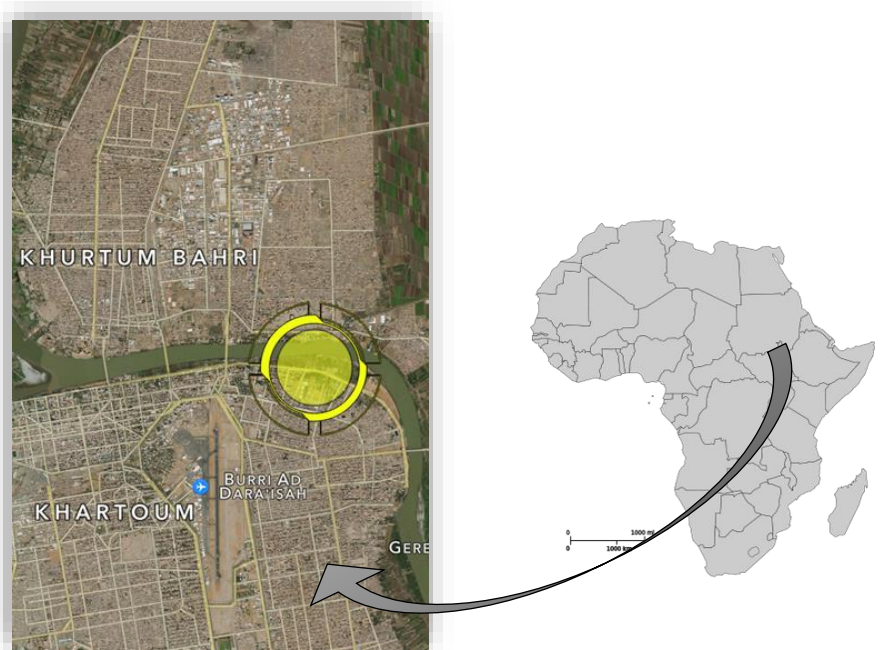 KHURTUM BAHRI
BURRI AD
DARA'ISAH
KHARTOUM
GERE
0
1000 mi
0
1000 km